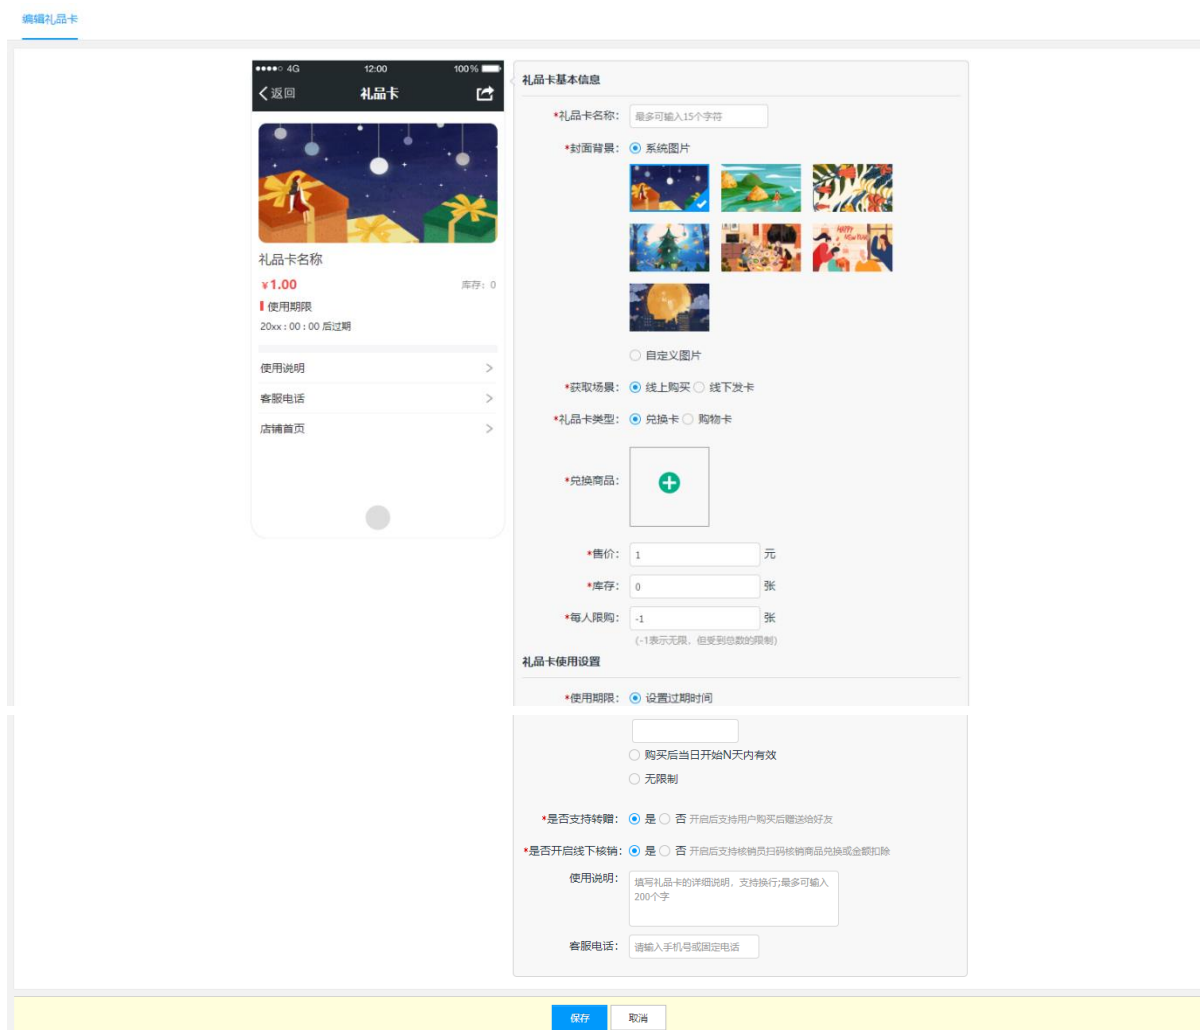 编辑礼品卡
4G 12:00 100%
返回 礼品卡
礼品卡名称
¥1.00 库存：0
使用期限
20xx : 00 : 00 后过期
使用说明
客服电话
店铺首页
礼品卡基本信息
*礼品卡名称： 最多可输入15个字符
*封面背景： 系统图片
HAPPY
NEW YEAR
自定义图片
*获取场景： 线上购买 线下发卡
*礼品卡类型： 兑换卡 购物卡
*兑换商品：
*售价： 1 元
*库存： 0 张
*每人限购： -1 张
(-1表示无限，但受到总数的限制)
礼品卡使用设置
*使用期限： 设置过期时间
购买后当日开始N天内有效
无限制
*是否支持转赠： 是 否 开启后支持用户购买后赠送给好友
*是否开启线下核销： 是 否 开启后支持核销员扫码核销商品兑换或金额扣除
使用说明： 填写礼品卡的详细说明，支持换行;最多可输入
200个字
客服电话： 请输入手机号或固定电话
保存 取消